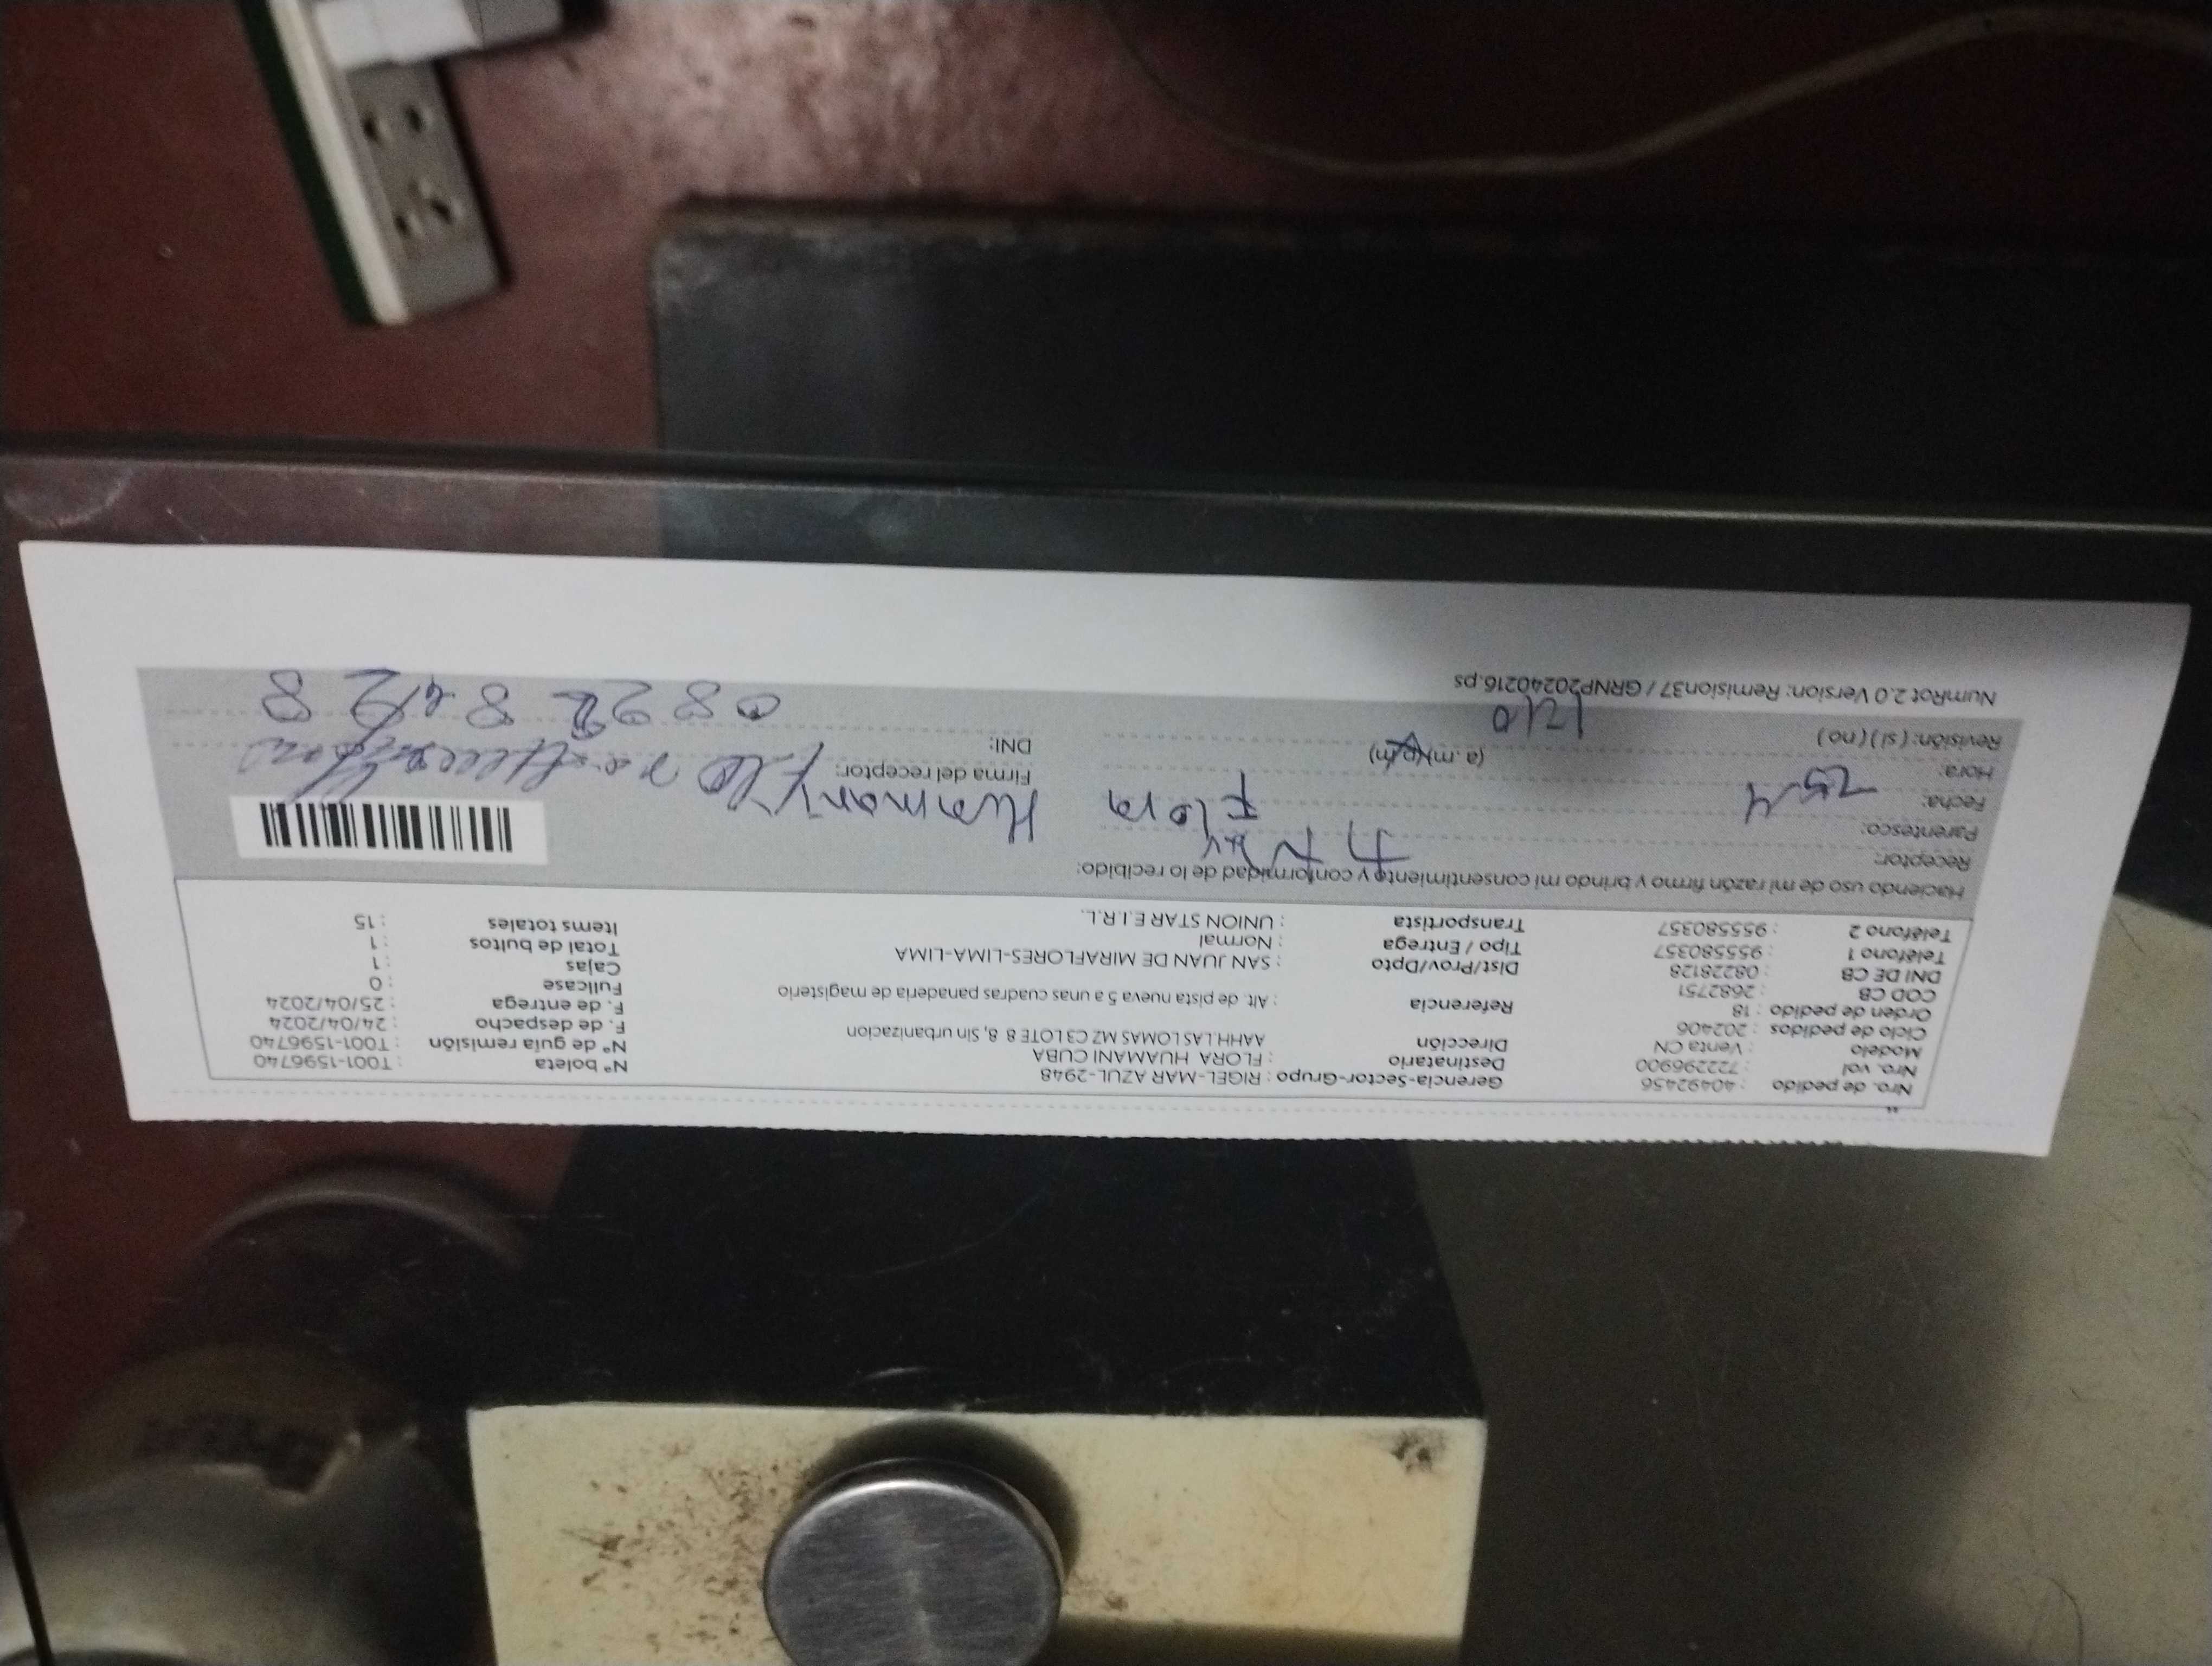 Nro. de pedido : 40492456 Gerencia-Sector-Grupo : RIGEL-MAR AZUL-2948 N° boleta : T001-1596740
Nro. vol : 722296900 Destinatario : FLORA HUAMANI CUBA N° de guía remisión : T001-1596740
Modelo : Venta CN Dirección AAHH.LAS LOMAS MZ C3 LOTE 8 8, Sin urbanizacion F. de despacho : 24/04/2024
Ciclo de pedidos : 202406 F. de entrega : 25/04/2024
Orden de pedido : 18 Referencia : Alt. de pista nueva 5 a unas cuadras panaderia de magisterio Fullcase : 0
COD CB : 2682751 Cajas : 1
DNI DE CB : 08228128 Dist/Prov/Dpto : SAN JUAN DE MIRAFLORES-LIMA-LIMA Total de bultos : 1
Teléfono 1 : 955580357 Tipo / Entrega : Normal Items totales : 15
Teléfono 2 : 955580357 Transportista : UNION STAR E.I.R.L.
Haciendo uso de mi razón firmo y brindo mi consentimiento y conformidad de lo recibido:
Receptor:
Parentesco: Flora Huamani
Fecha: 25-4
Hora: (a.m)(p.m) Firma del receptor: Flora
Revisión: ( si ) ( no ) 1210 DNI:
NumRot 2.0 Version: Remision37 / GRNP20240216.ps